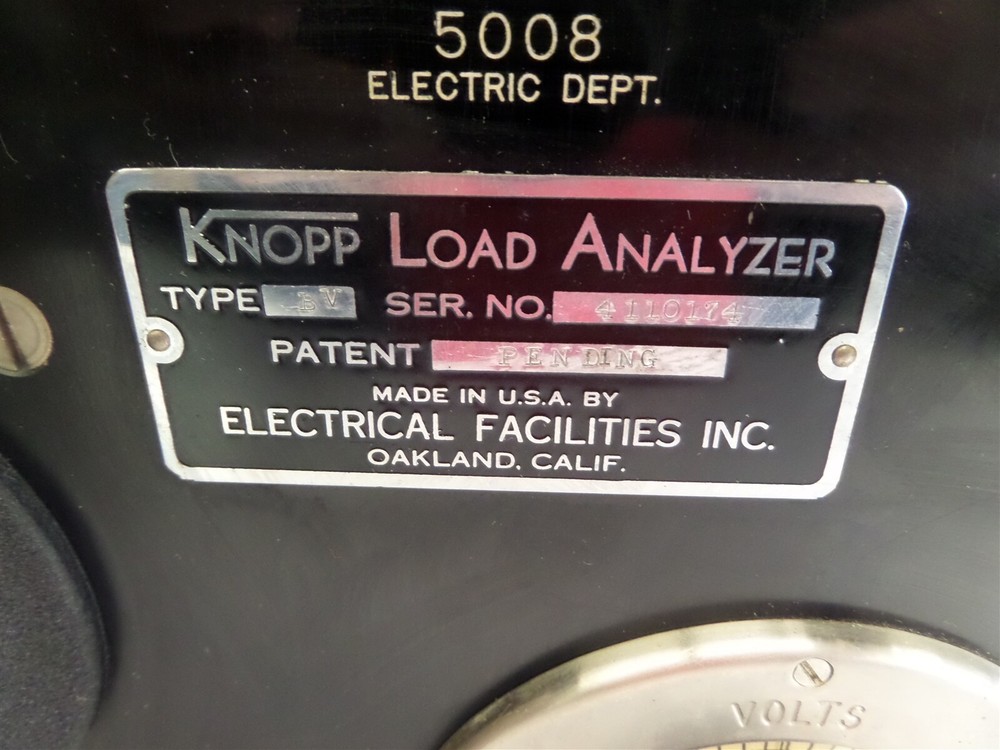 5008
ELECTRIC DEPT.
KNOPP LOAD ANALYZER
TYPE BV SER. NO. 4110174
PATENT PENDING
MADE IN U.S.A. BY
ELECTRICAL FACILITIES INC.
OAKLAND, CALIF.
VOLTS